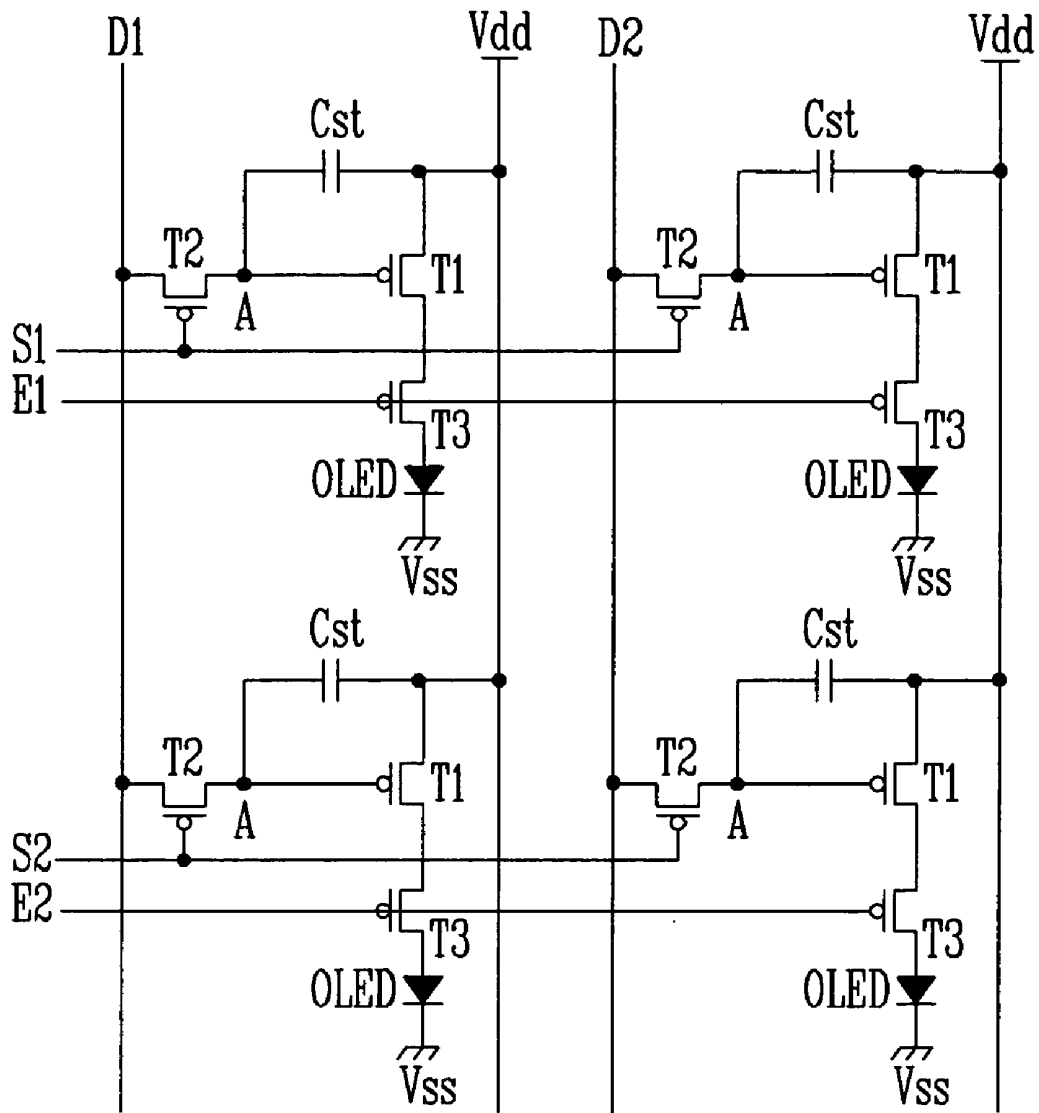 D1 Vdd D2 Vdd
Cst Cst
T2 T1 T2 T1
A A
S1
E1
T3 T3
OLED OLED
Vss Vss
Cst Cst
T2 T1 T2 T1
A A
S2
E2
T3 T3
OLED OLED
Vss Vss